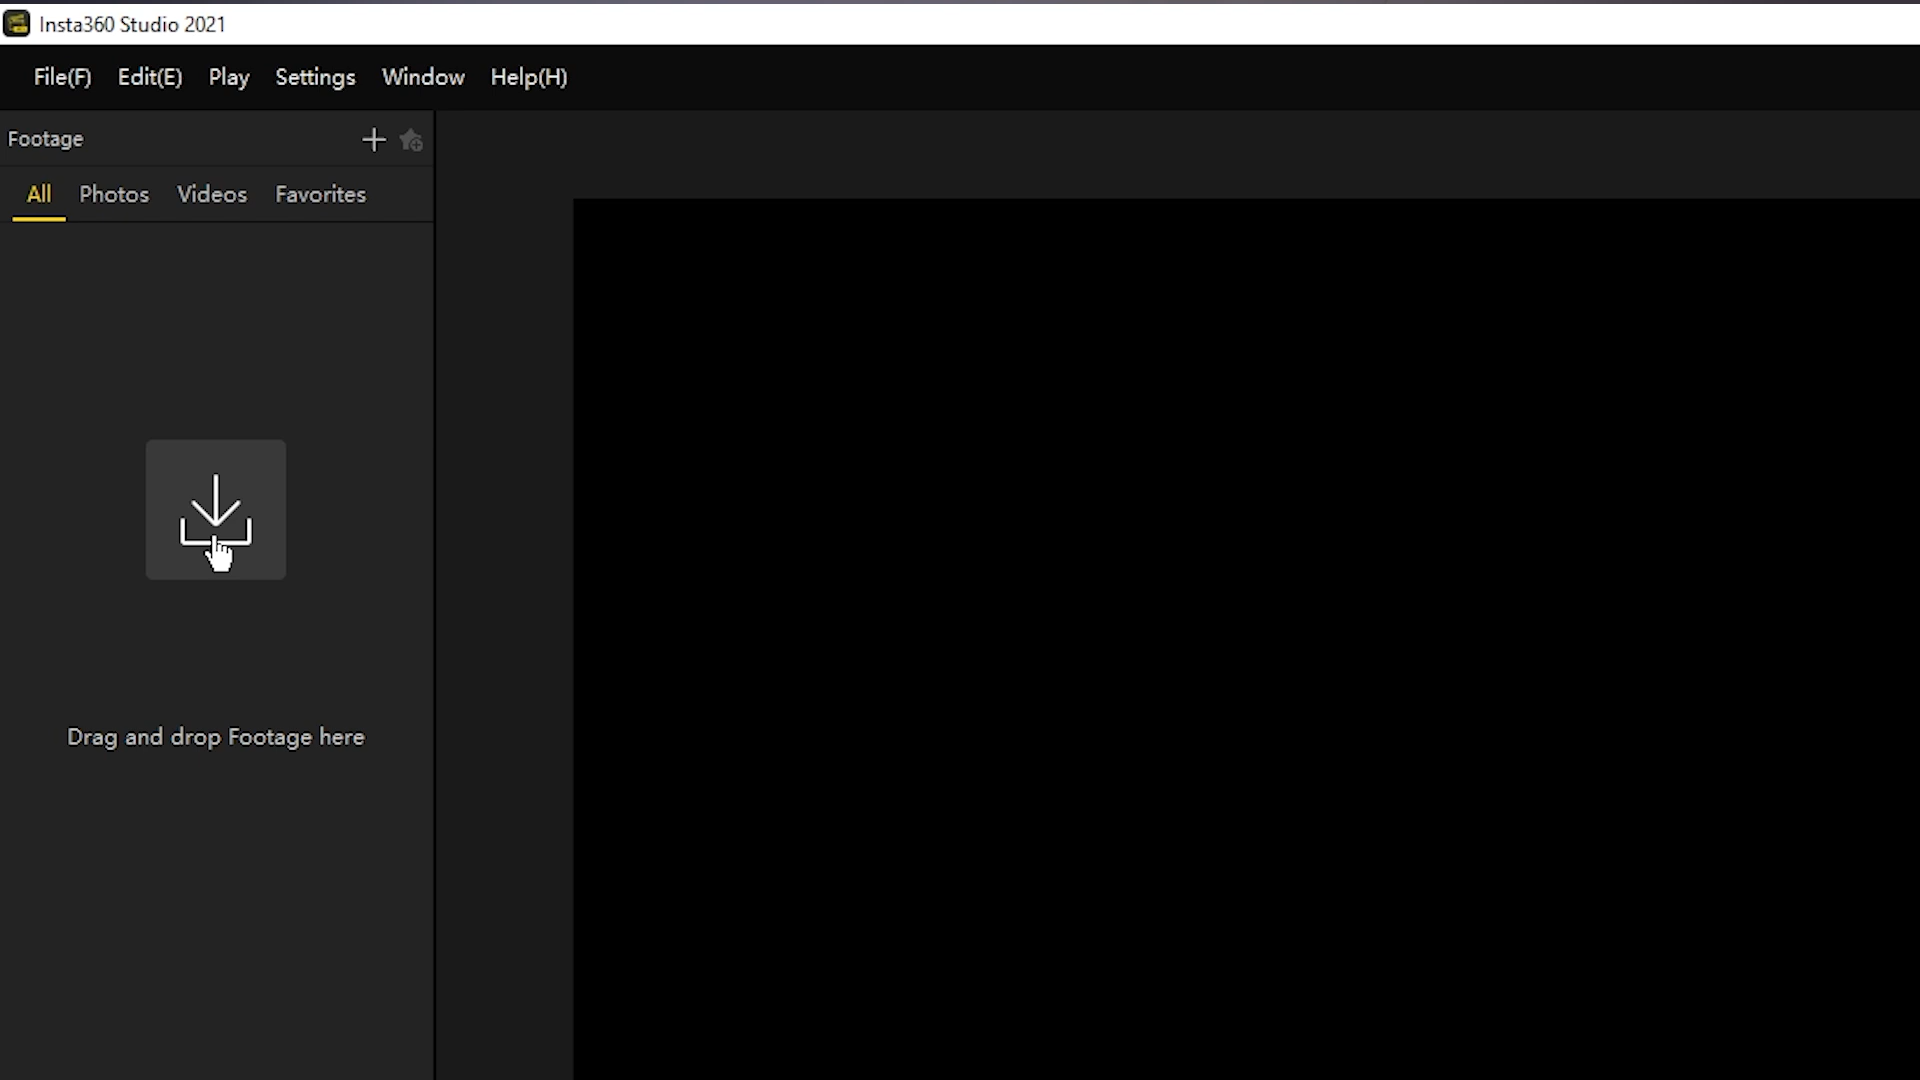 Insta360 Studio 2021
File(F) Edit(E) Play Settings Window Help(H)
Footage
All Photos Videos Favorites
Drag and drop Footage here